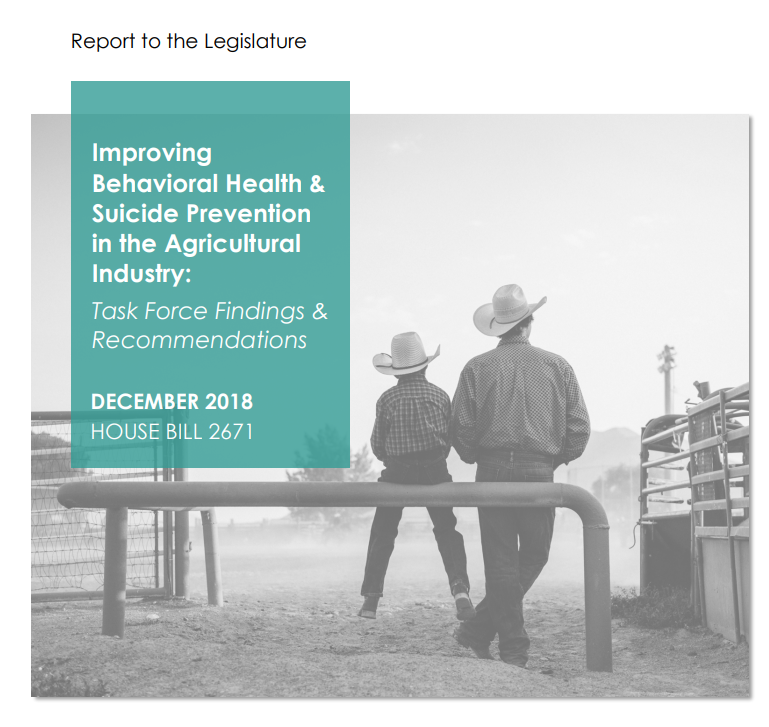 Report to the Legislature
Improving
Behavioral Health &
Suicide Prevention
in the Agricultural
Industry:
Task Force Findings &
Recommendations
DECEMBER 2018
HOUSE BILL 2671